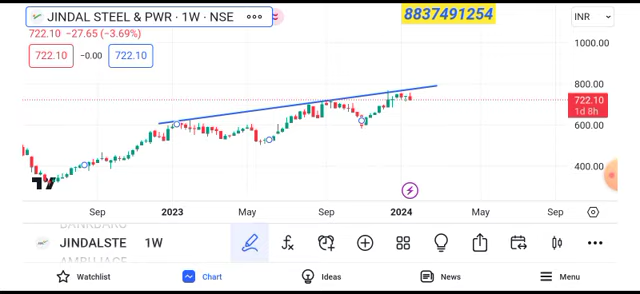 JINDAL STEEL & PWR · 1W · NSE
8837491254
INR
722.10 −27.65 (−3.69%)
722.10 −0.00 722.10
1000.00
800.00
722.10
1d 8h
600.00
400.00
Sep 2023 May Sep 2024 May Sep
JINDALSTE 1W
Watchlist Chart Ideas News Menu